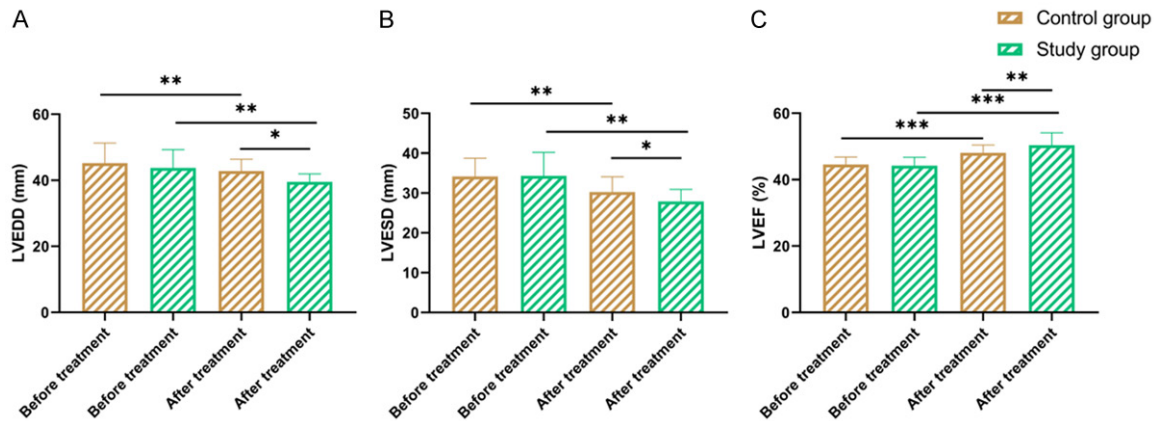 A
B
C
Control group
Study group
LVEDD (mm)
60
40
20
0
**
**
*
Before treatment
Before treatment
After treatment
After treatment
LVESD (mm)
50
40
30
20
10
0
**
**
*
Before treatment
Before treatment
After treatment
After treatment
LVEF (%)
60
40
20
0
**
***
***
Before treatment
Before treatment
After treatment
After treatment